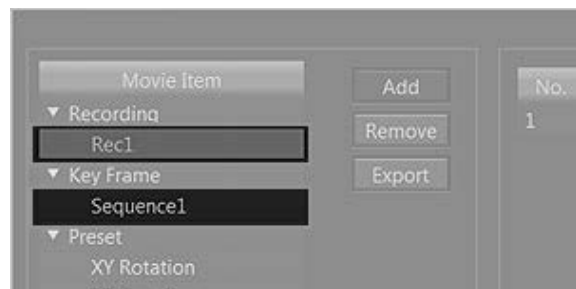 Movie Item
▼ Recording
Rec1
▼ Key Frame
Sequence1
▼ Preset
XY Rotation
Add
Remove
Export
No.
1